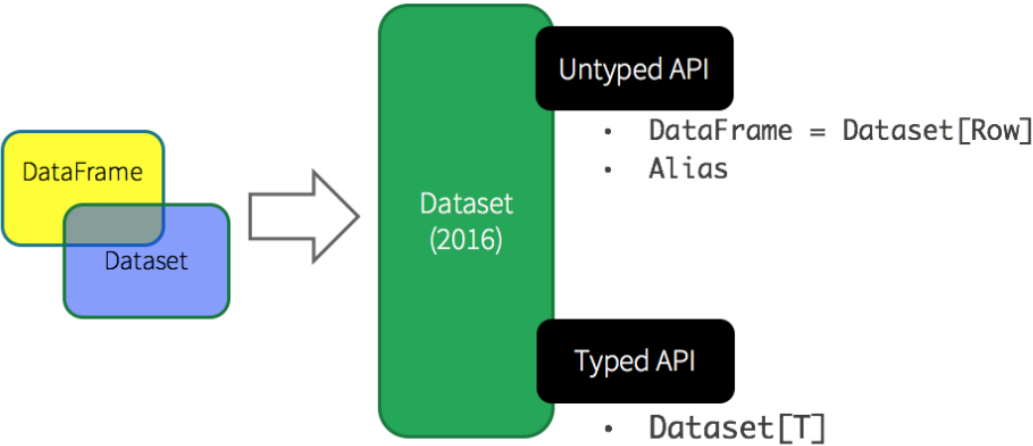 DataFrame
Dataset
Dataset
(2016)
Untyped API
• DataFrame = Dataset[Row]
• Alias
Typed API
• Dataset[T]